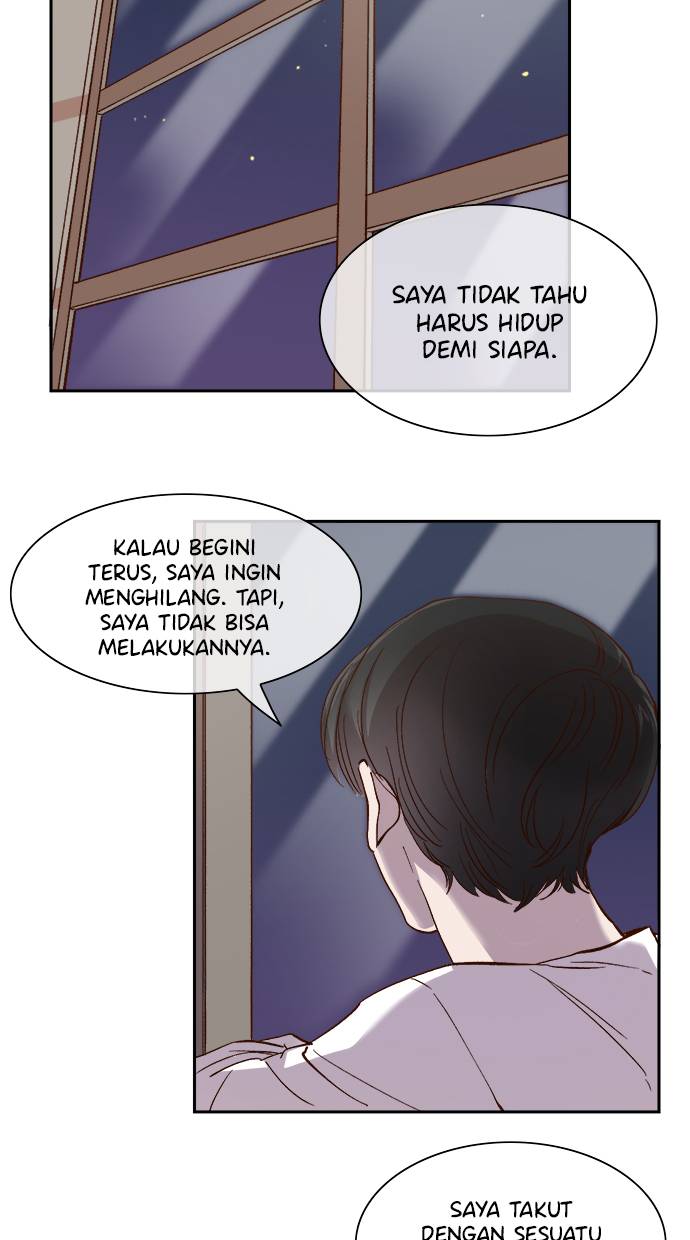 SAYA TIDAK TAHU
HARUS HIDUP
DEMI SIAPA.
KALAU BEGINI
TERUS, SAYA INGIN
MENGHILANG. TAPI,
SAYA TIDAK BISA
MELAKUKANNYA.
SAYA TAKUT
DENGAN SESUATU